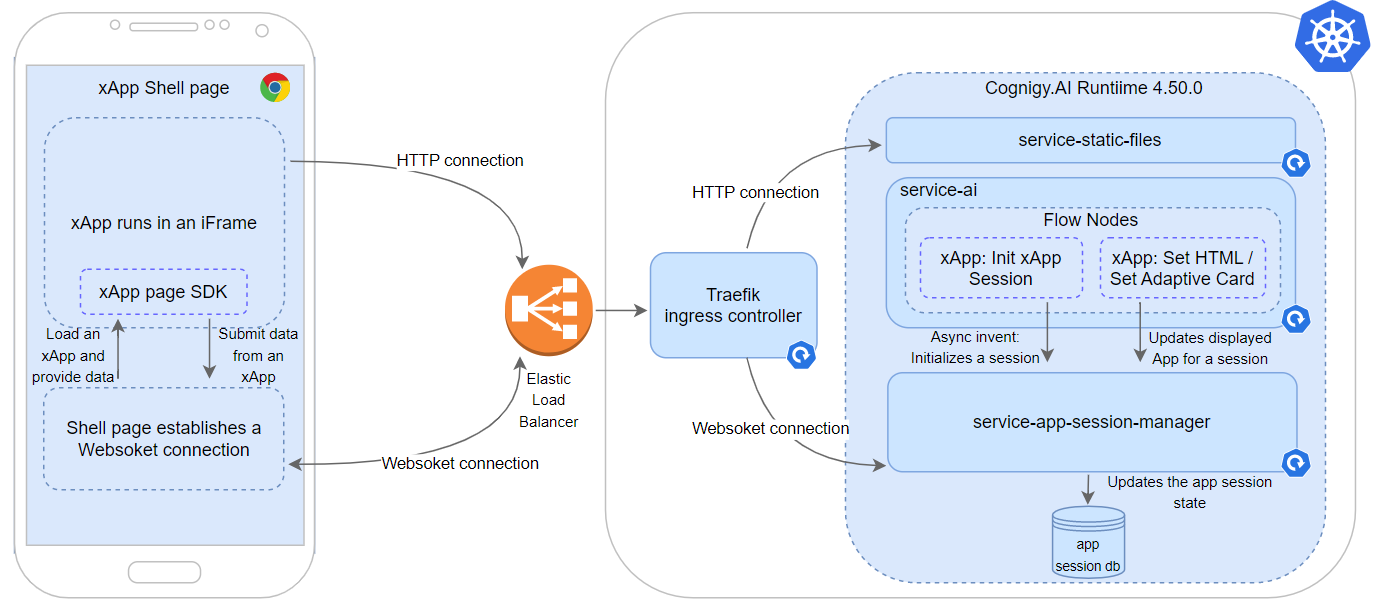 xApp Shell page
xApp runs in an iFrame
xApp page SDK
Load an
xApp and
provide data
Submit data
from an
xApp
Shell page establishes a
Websoket connection
HTTP connection
Websoket connection
Elastic
Load
Balancer
Traefik
ingress controller
HTTP connection
Websoket connection
Cognigy.AI Runtiime 4.50.0
service-static-files
service-ai
Flow Nodes
xApp: Init xApp
Session
xApp: Set HTML /
Set Adaptive Card
Async invent:
Initializes a session
Updates displayed
App for a session
service-app-session-manager
Updates the app session
state
app
session db